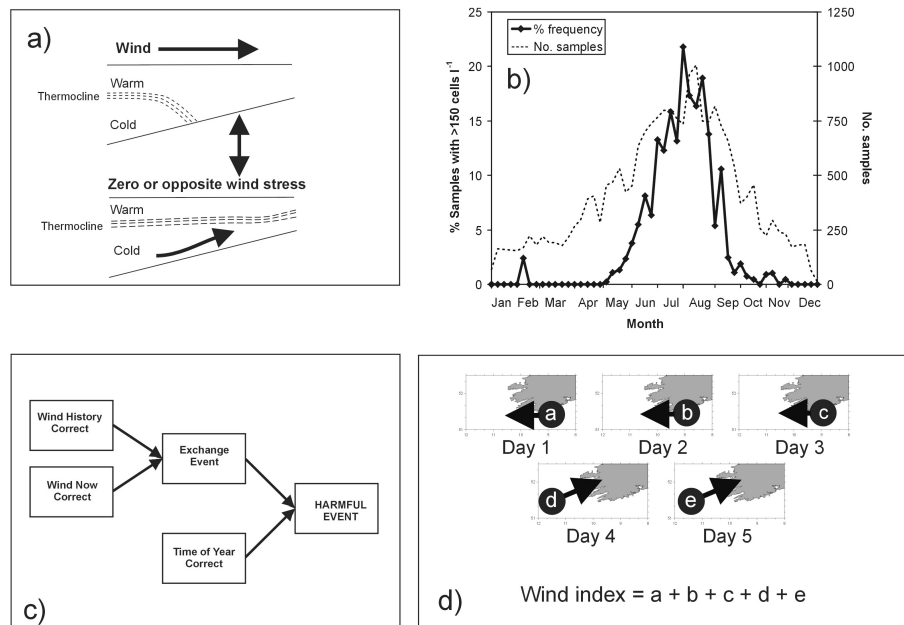 a)
Wind
Warm
Thermocline
Cold
Zero or opposite wind stress
Warm
Thermocline
Cold
b)
% frequency
No. samples
% Samples with >150 cells l⁻¹
25
20
15
10
5
0
1250
1000
750
500
250
0
No. samples
Jan Feb Mar Apr May Jun Jul Aug Sep Oct Nov Dec
Month
c)
Wind History
Correct
Wind Now
Correct
Exchange
Event
Time of Year
Correct
HARMFUL
EVENT
d)
a
b
c
Day 1 Day 2 Day 3
d
e
Day 4 Day 5
Wind index = a + b + c + d + e